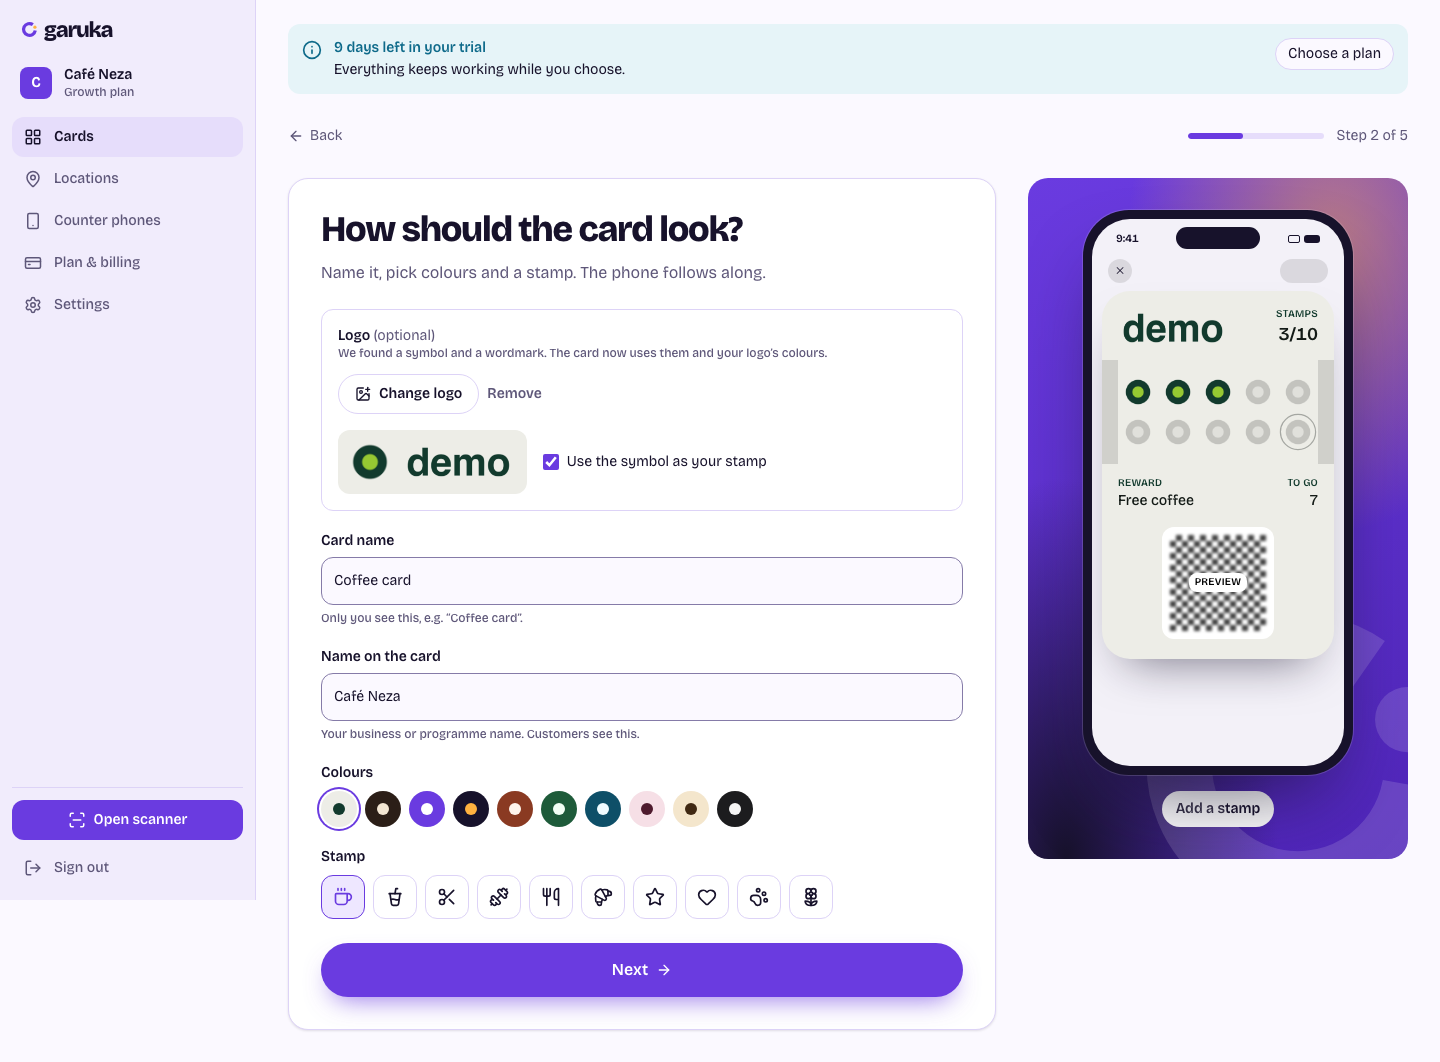 garuka
C
Café Neza
Growth plan
Cards
Locations
Counter phones
Plan & billing
Settings
Open scanner
Sign out
9 days left in your trial
Everything keeps working while you choose.
Choose a plan
Back
Step 2 of 5
How should the card look?
Name it, pick colours and a stamp. The phone follows along.
Logo (optional)
We found a symbol and a wordmark. The card now uses them and your logo's colours.
Change logo
Remove
demo
Use the symbol as your stamp
Card name
Coffee card
Only you see this, e.g. "Coffee card".
Name on the card
Café Neza
Your business or programme name. Customers see this.
Colours
Stamp
Next
9:41
demo
STAMPS
3/10
REWARD
TO GO
Free coffee
7
PREVIEW
Add a stamp